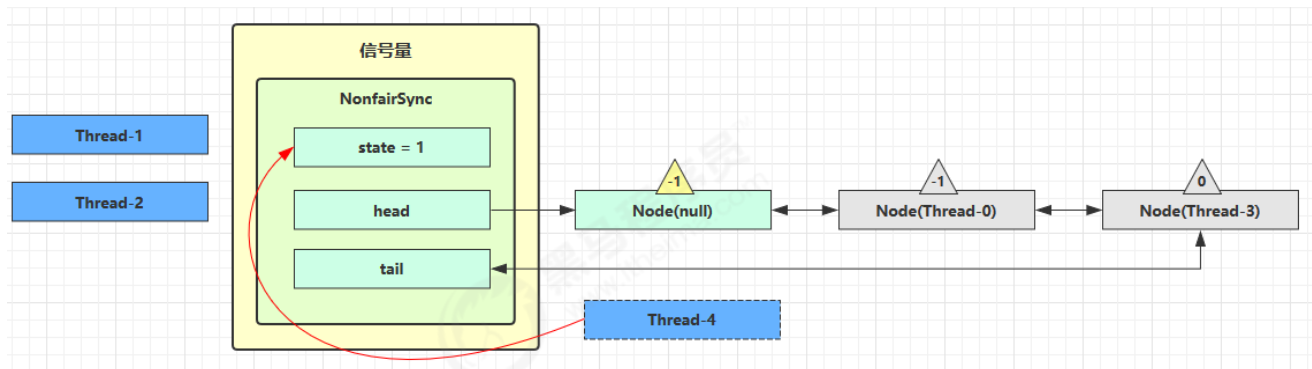 信号量
NonfairSync
Thread-1
state = 1
Thread-2
head
-1
Node(null)
-1
Node(Thread-0)
0
Node(Thread-3)
tail
Thread-4